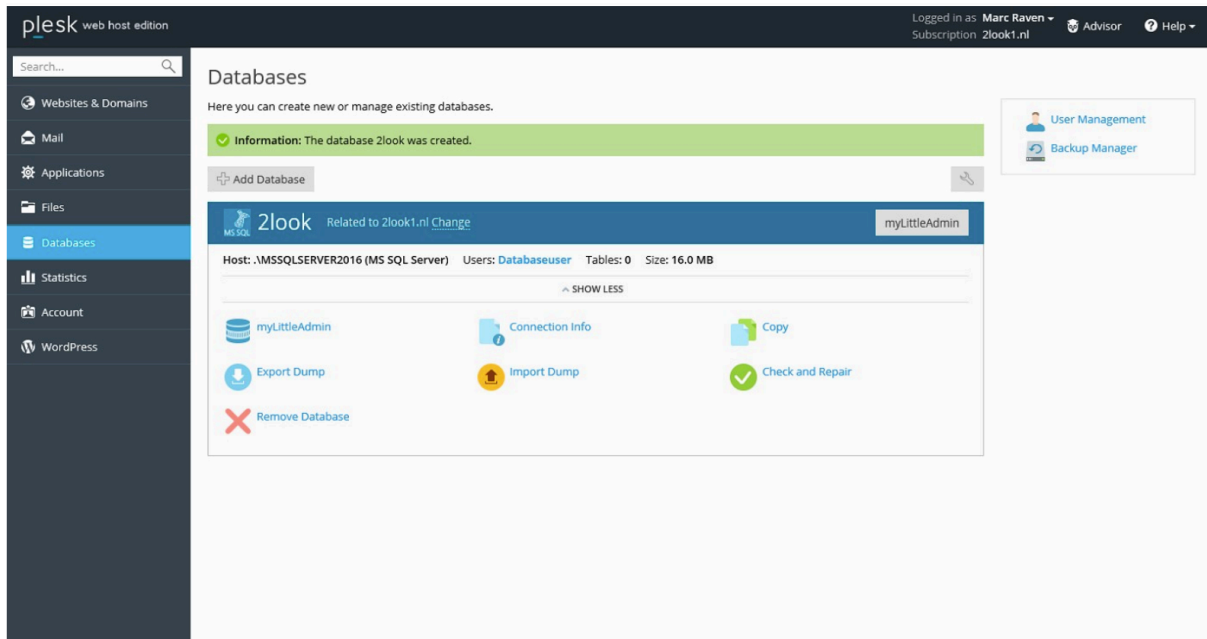 plesk web host edition
Logged in as Marc Raven
Subscription 2look1.nl
Advisor
Help
Search...
Websites & Domains
Mail
Applications
Files
Databases
Statistics
Account
WordPress
Databases
Here you can create new or manage existing databases.
Information: The database 2look was created.
Add Database
MS SQL
2look Related to 2look1.nl Change
myLittleAdmin
Host: .\MSSQLSERVER2016 (MS SQL Server) Users: Databaseuser Tables: 0 Size: 16.0 MB
SHOW LESS
myLittleAdmin
Connection Info
Copy
Export Dump
Import Dump
Check and Repair
Remove Database
User Management
Backup Manager